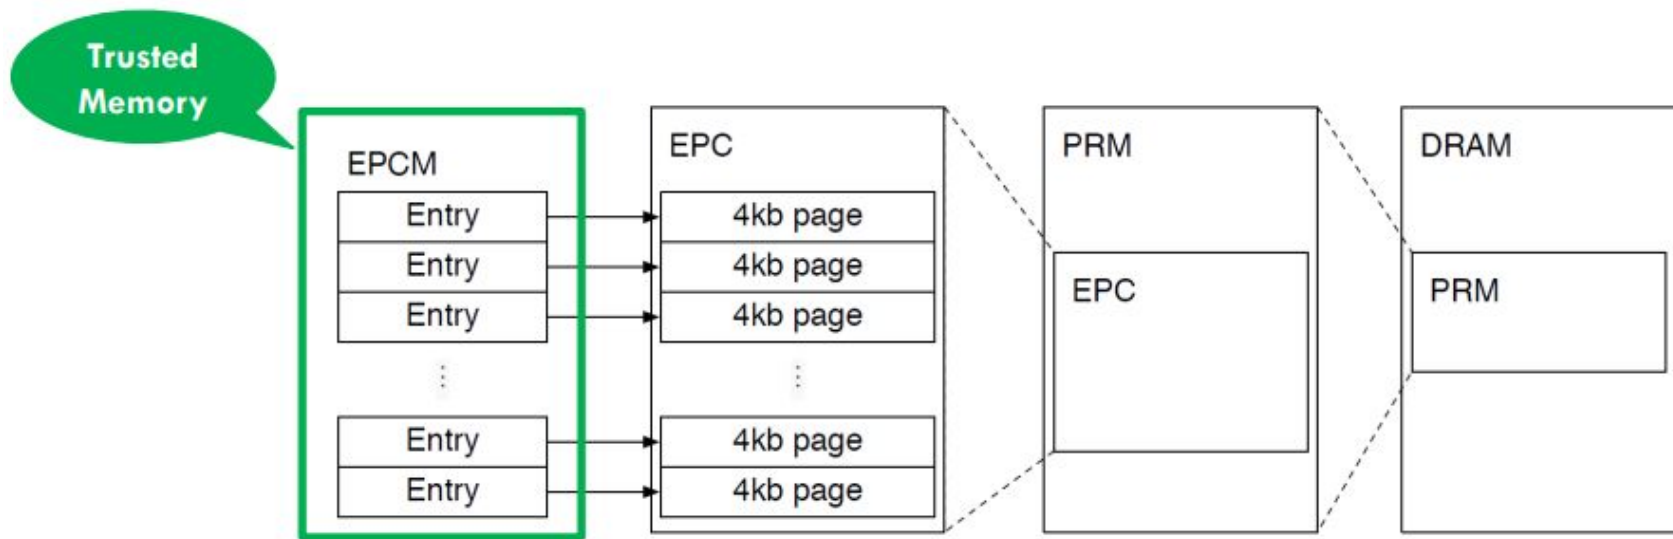 Trusted
Memory
EPCM
Entry
Entry
Entry
Entry
Entry
EPC
4kb page
4kb page
4kb page
4kb page
4kb page
PRM
EPC
DRAM
PRM